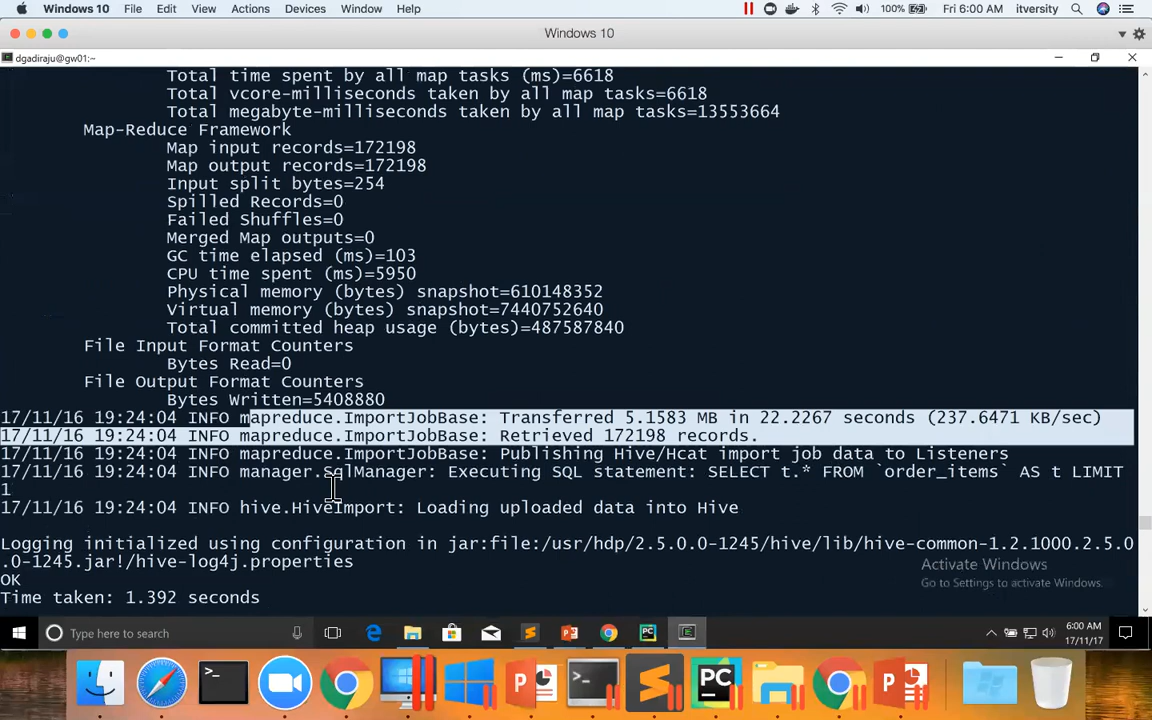 Windows 10 File Edit View Actions Devices Window Help 100% Fri 6:00 AM itversity
Windows 10
dgadiraju@gw01:~
Total time spent by all map tasks (ms)=6618
Total vcore-milliseconds taken by all map tasks=6618
Total megabyte-milliseconds taken by all map tasks=13553664
Map-Reduce Framework
Map input records=172198
Map output records=172198
Input split bytes=254
Spilled Records=0
Failed Shuffles=0
Merged Map outputs=0
GC time elapsed (ms)=103
CPU time spent (ms)=5950
Physical memory (bytes) snapshot=610148352
Virtual memory (bytes) snapshot=7440752640
Total committed heap usage (bytes)=487587840
File Input Format Counters
Bytes Read=0
File Output Format Counters
Bytes Written=5408880
17/11/16 19:24:04 INFO mapreduce.ImportJobBase: Transferred 5.1583 MB in 22.2267 seconds (237.6471 KB/sec)
17/11/16 19:24:04 INFO mapreduce.ImportJobBase: Retrieved 172198 records.
17/11/16 19:24:04 INFO mapreduce.ImportJobBase: Publishing Hive/Hcat import job data to Listeners
17/11/16 19:24:04 INFO manager.SqlManager: Executing SQL statement: SELECT t.* FROM `order_items` AS t LIMIT
1
17/11/16 19:24:04 INFO hive.HiveImport: Loading uploaded data into Hive
Logging initialized using configuration in jar:file:/usr/hdp/2.5.0.0-1245/hive/lib/hive-common-1.2.1000.2.5.0
.0-1245.jar!/hive-log4j.properties
OK
Time taken: 1.392 seconds
Activate Windows
Go to Settings to activate Windows.
Type here to search
6:00 AM
17/11/17